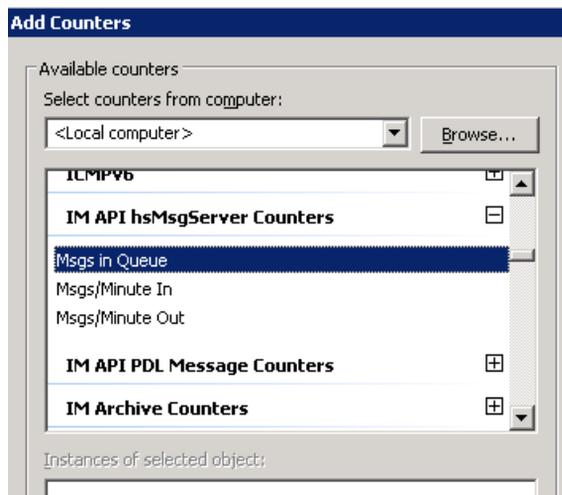 Add Counters
Available counters
Select counters from computer:
<Local computer>
Browse...
ICMPv6
IM API hsMsgServer Counters
Msgs in Queue
Msgs/Minute In
Msgs/Minute Out
IM API PDL Message Counters
IM Archive Counters
Instances of selected object: